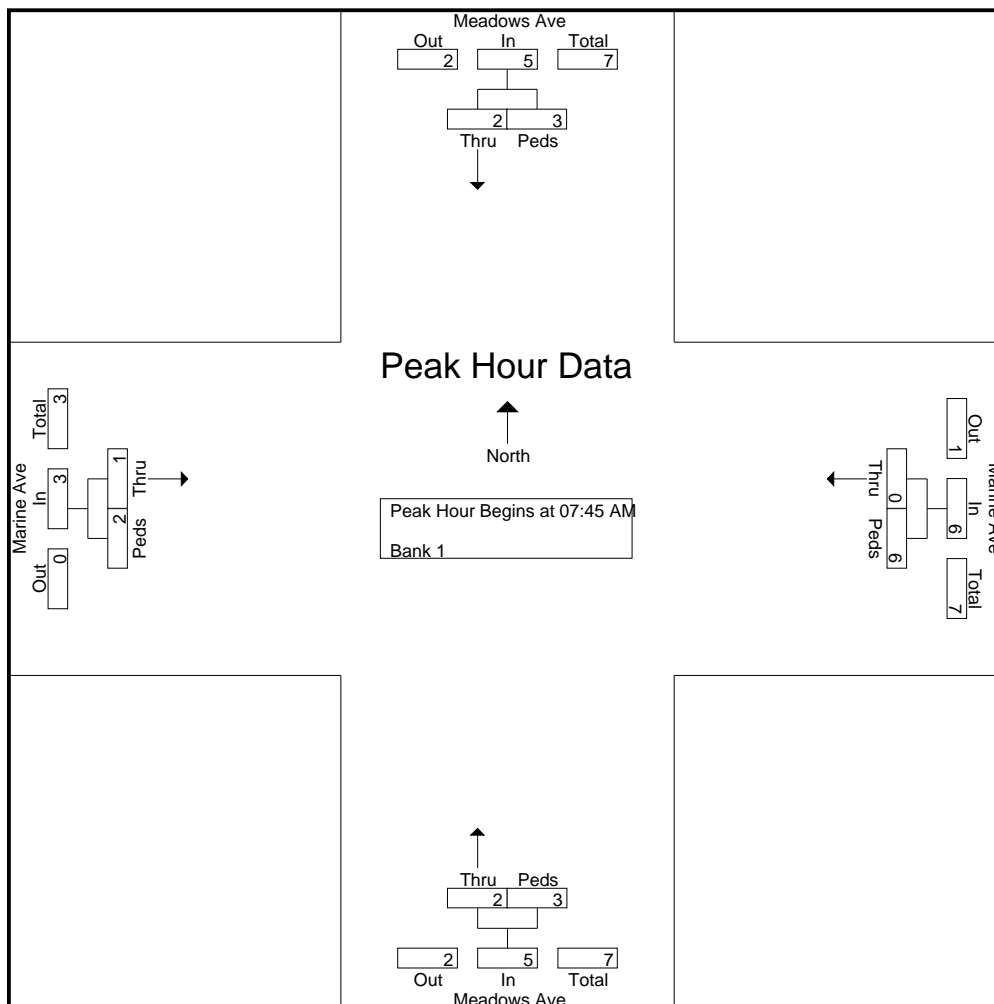 Meadows Ave
Out In Total
2 5 7
2 3
Thru Peds
Peak Hour Data
North
Peak Hour Begins at 07:45 AM
Bank 1
Marine Ave
Out In Total
0 3 3
2 1
Peds Thru
Marine Ave
Out In Total
1 6 7
0 6
Thru Peds
Thru Peds
2 3
2 5 7
Out In Total
Meadows Ave